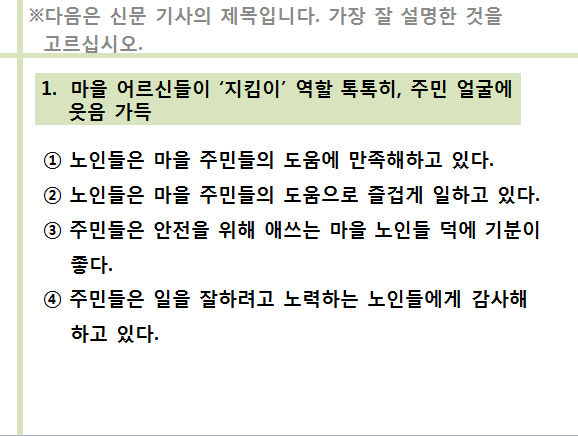 ※다음은 신문 기사의 제목입니다. 가장 잘 설명한 것을
고르십시오.
1. 마을 어르신들이 ‘지킴이’ 역할 톡톡히, 주민 얼굴에
웃음 가득
① 노인들은 마을 주민들의 도움에 만족해하고 있다.
② 노인들은 마을 주민들의 도움으로 즐겁게 일하고 있다.
③ 주민들은 안전을 위해 애쓰는 마을 노인들 덕에 기분이
좋다.
④ 주민들은 일을 잘하려고 노력하는 노인들에게 감사해
하고 있다.